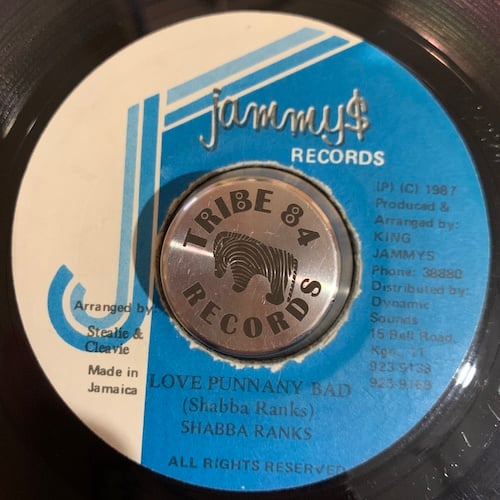 jammy$
RECORDS
(P) (C) 1987
Produced &
Arranged by:
KING
JAMMYS
Phone: 38880
Distributed by:
Dynamic
Sounds
15 Bell Road,
Kgn. 11
923-9138
923-9168
TRIBE 84
RECORDS
Arranged by:
Stealie &
Cleavie
Made in
Jamaica
LOVE PUNNANY BAD
(Shabba Ranks)
SHABBA RANKS
ALL RIGHTS RESERVED